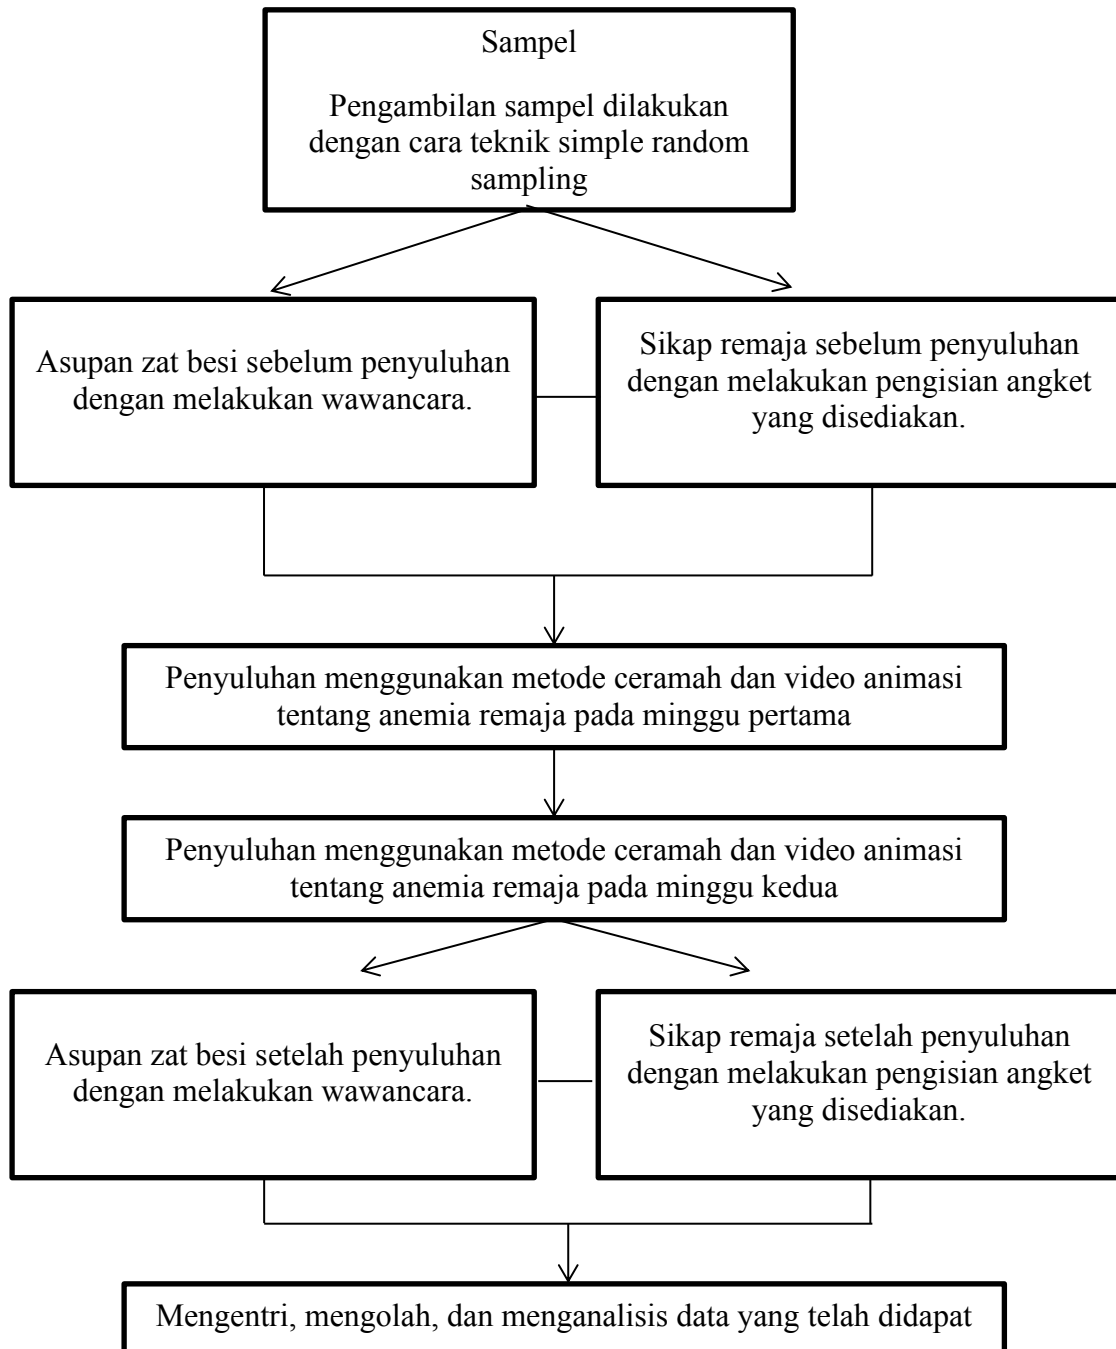 Sampel
Pengambilan sampel dilakukan
dengan cara teknik simple random
sampling
Asupan zat besi sebelum penyuluhan
dengan melakukan wawancara.
Sikap remaja sebelum penyuluhan
dengan melakukan pengisian angket
yang disediakan.
Penyuluhan menggunakan metode ceramah dan video animasi
tentang anemia remaja pada minggu pertama
Penyuluhan menggunakan metode ceramah dan video animasi
tentang anemia remaja pada minggu kedua
Asupan zat besi setelah penyuluhan
dengan melakukan wawancara.
Sikap remaja setelah penyuluhan
dengan melakukan pengisian angket
yang disediakan.
Mengentri, mengolah, dan menganalisis data yang telah didapat